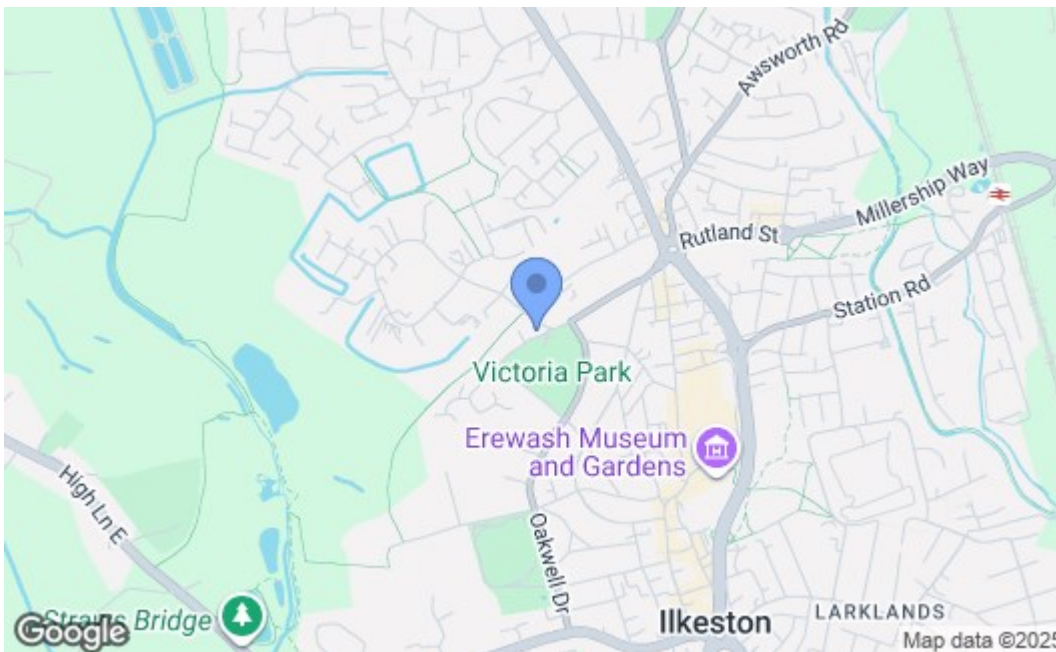 Awsworth Rd
Millership Way
Rutland St
Station Rd
Victoria Park
Erewash Museum
and Gardens
High Ln E
Oakwell Dr
Straws Bridge
Ilkeston
LARKLANDS
Google
Map data ©2025